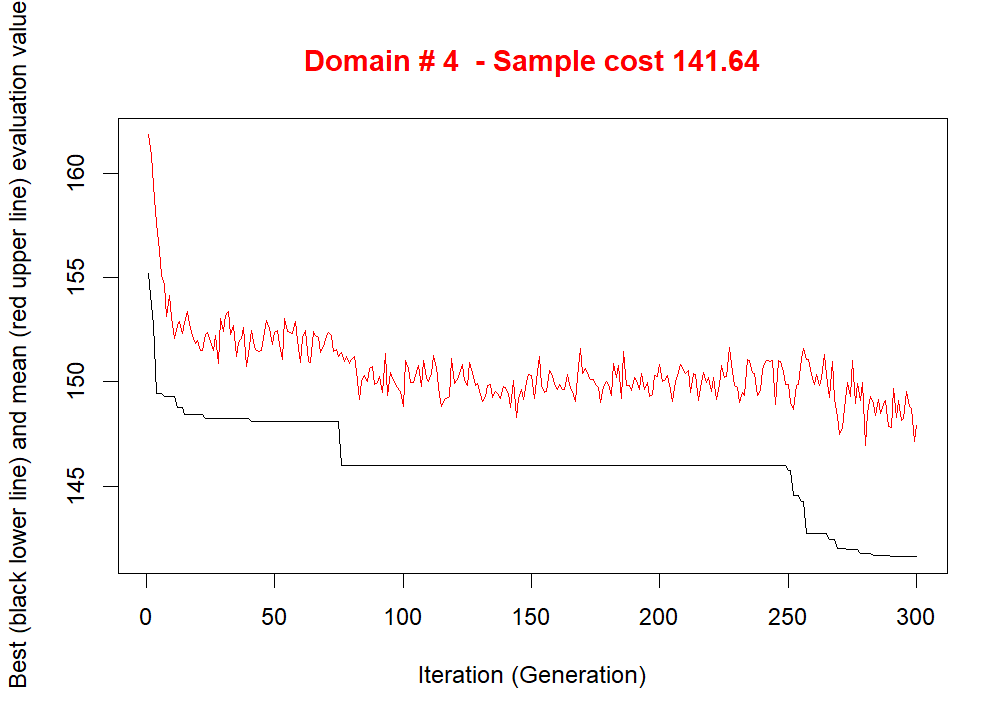 Domain # 4  - Sample cost 141.64
Best (black lower line) and mean (red upper line) evaluation value
160
155
150
145
0 50 100 150 200 250 300
Iteration (Generation)